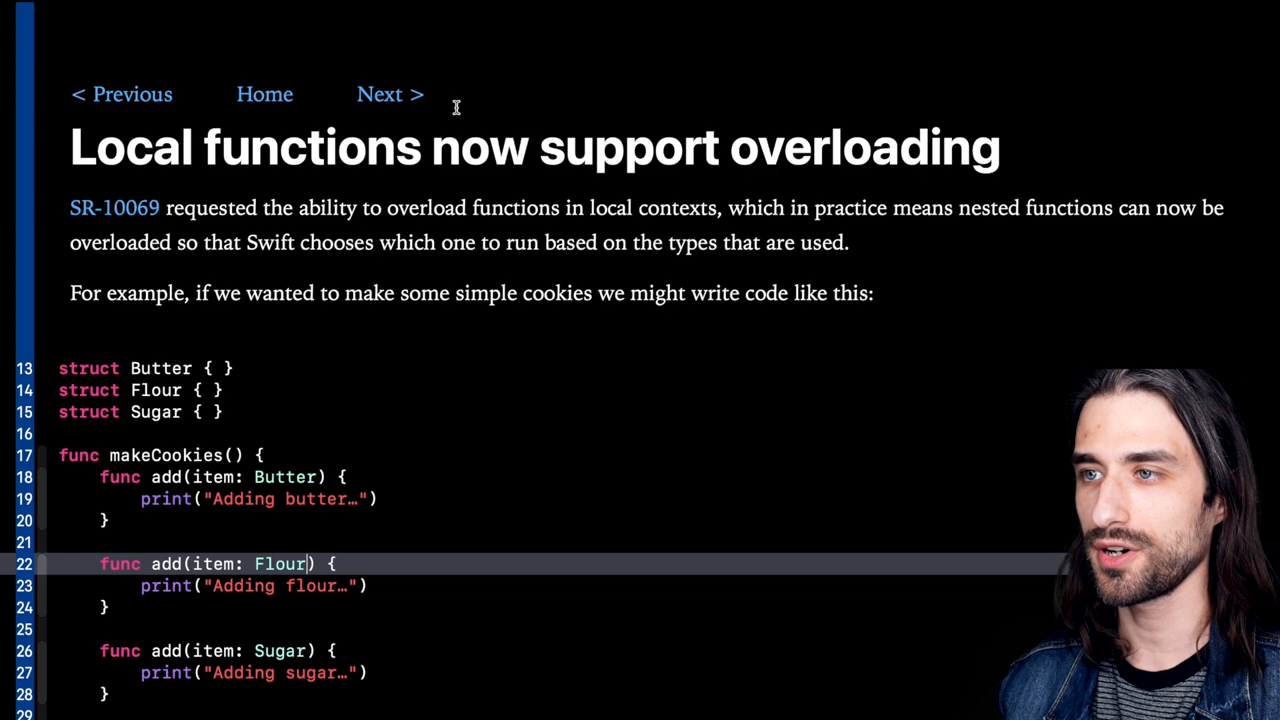 < Previous Home Next >
Local functions now support overloading
SR-10069 requested the ability to overload functions in local contexts, which in practice means nested functions can now be
overloaded so that Swift chooses which one to run based on the types that are used.
For example, if we wanted to make some simple cookies we might write code like this:
13 struct Butter { }
14 struct Flour { }
15 struct Sugar { }
16
17 func makeCookies() {
18 func add(item: Butter) {
19 print("Adding butter…")
20 }
21
22 func add(item: Flour) {
23 print("Adding flour…")
24 }
25
26 func add(item: Sugar) {
27 print("Adding sugar…")
28 }
29